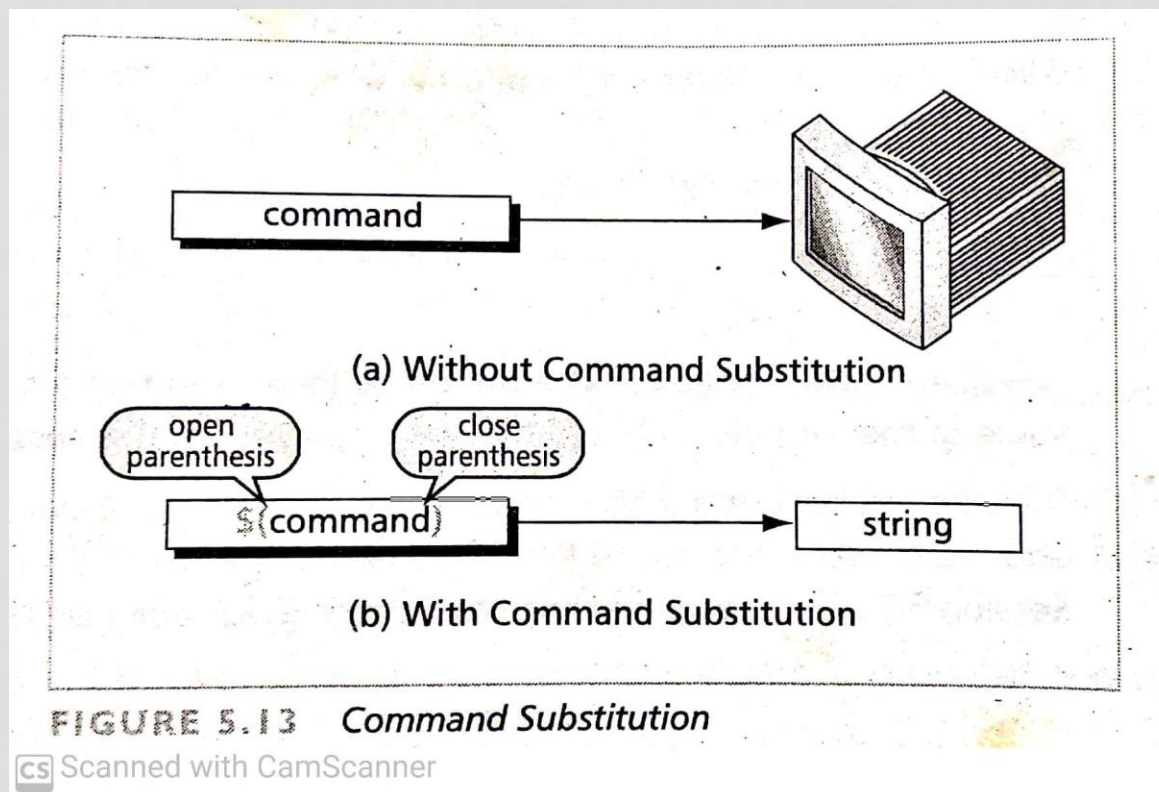 command
(a) Without Command Substitution
open
parenthesis
close
parenthesis
$(command)
string
(b) With Command Substitution
FIGURE 5.13 Command Substitution
CS Scanned with CamScanner